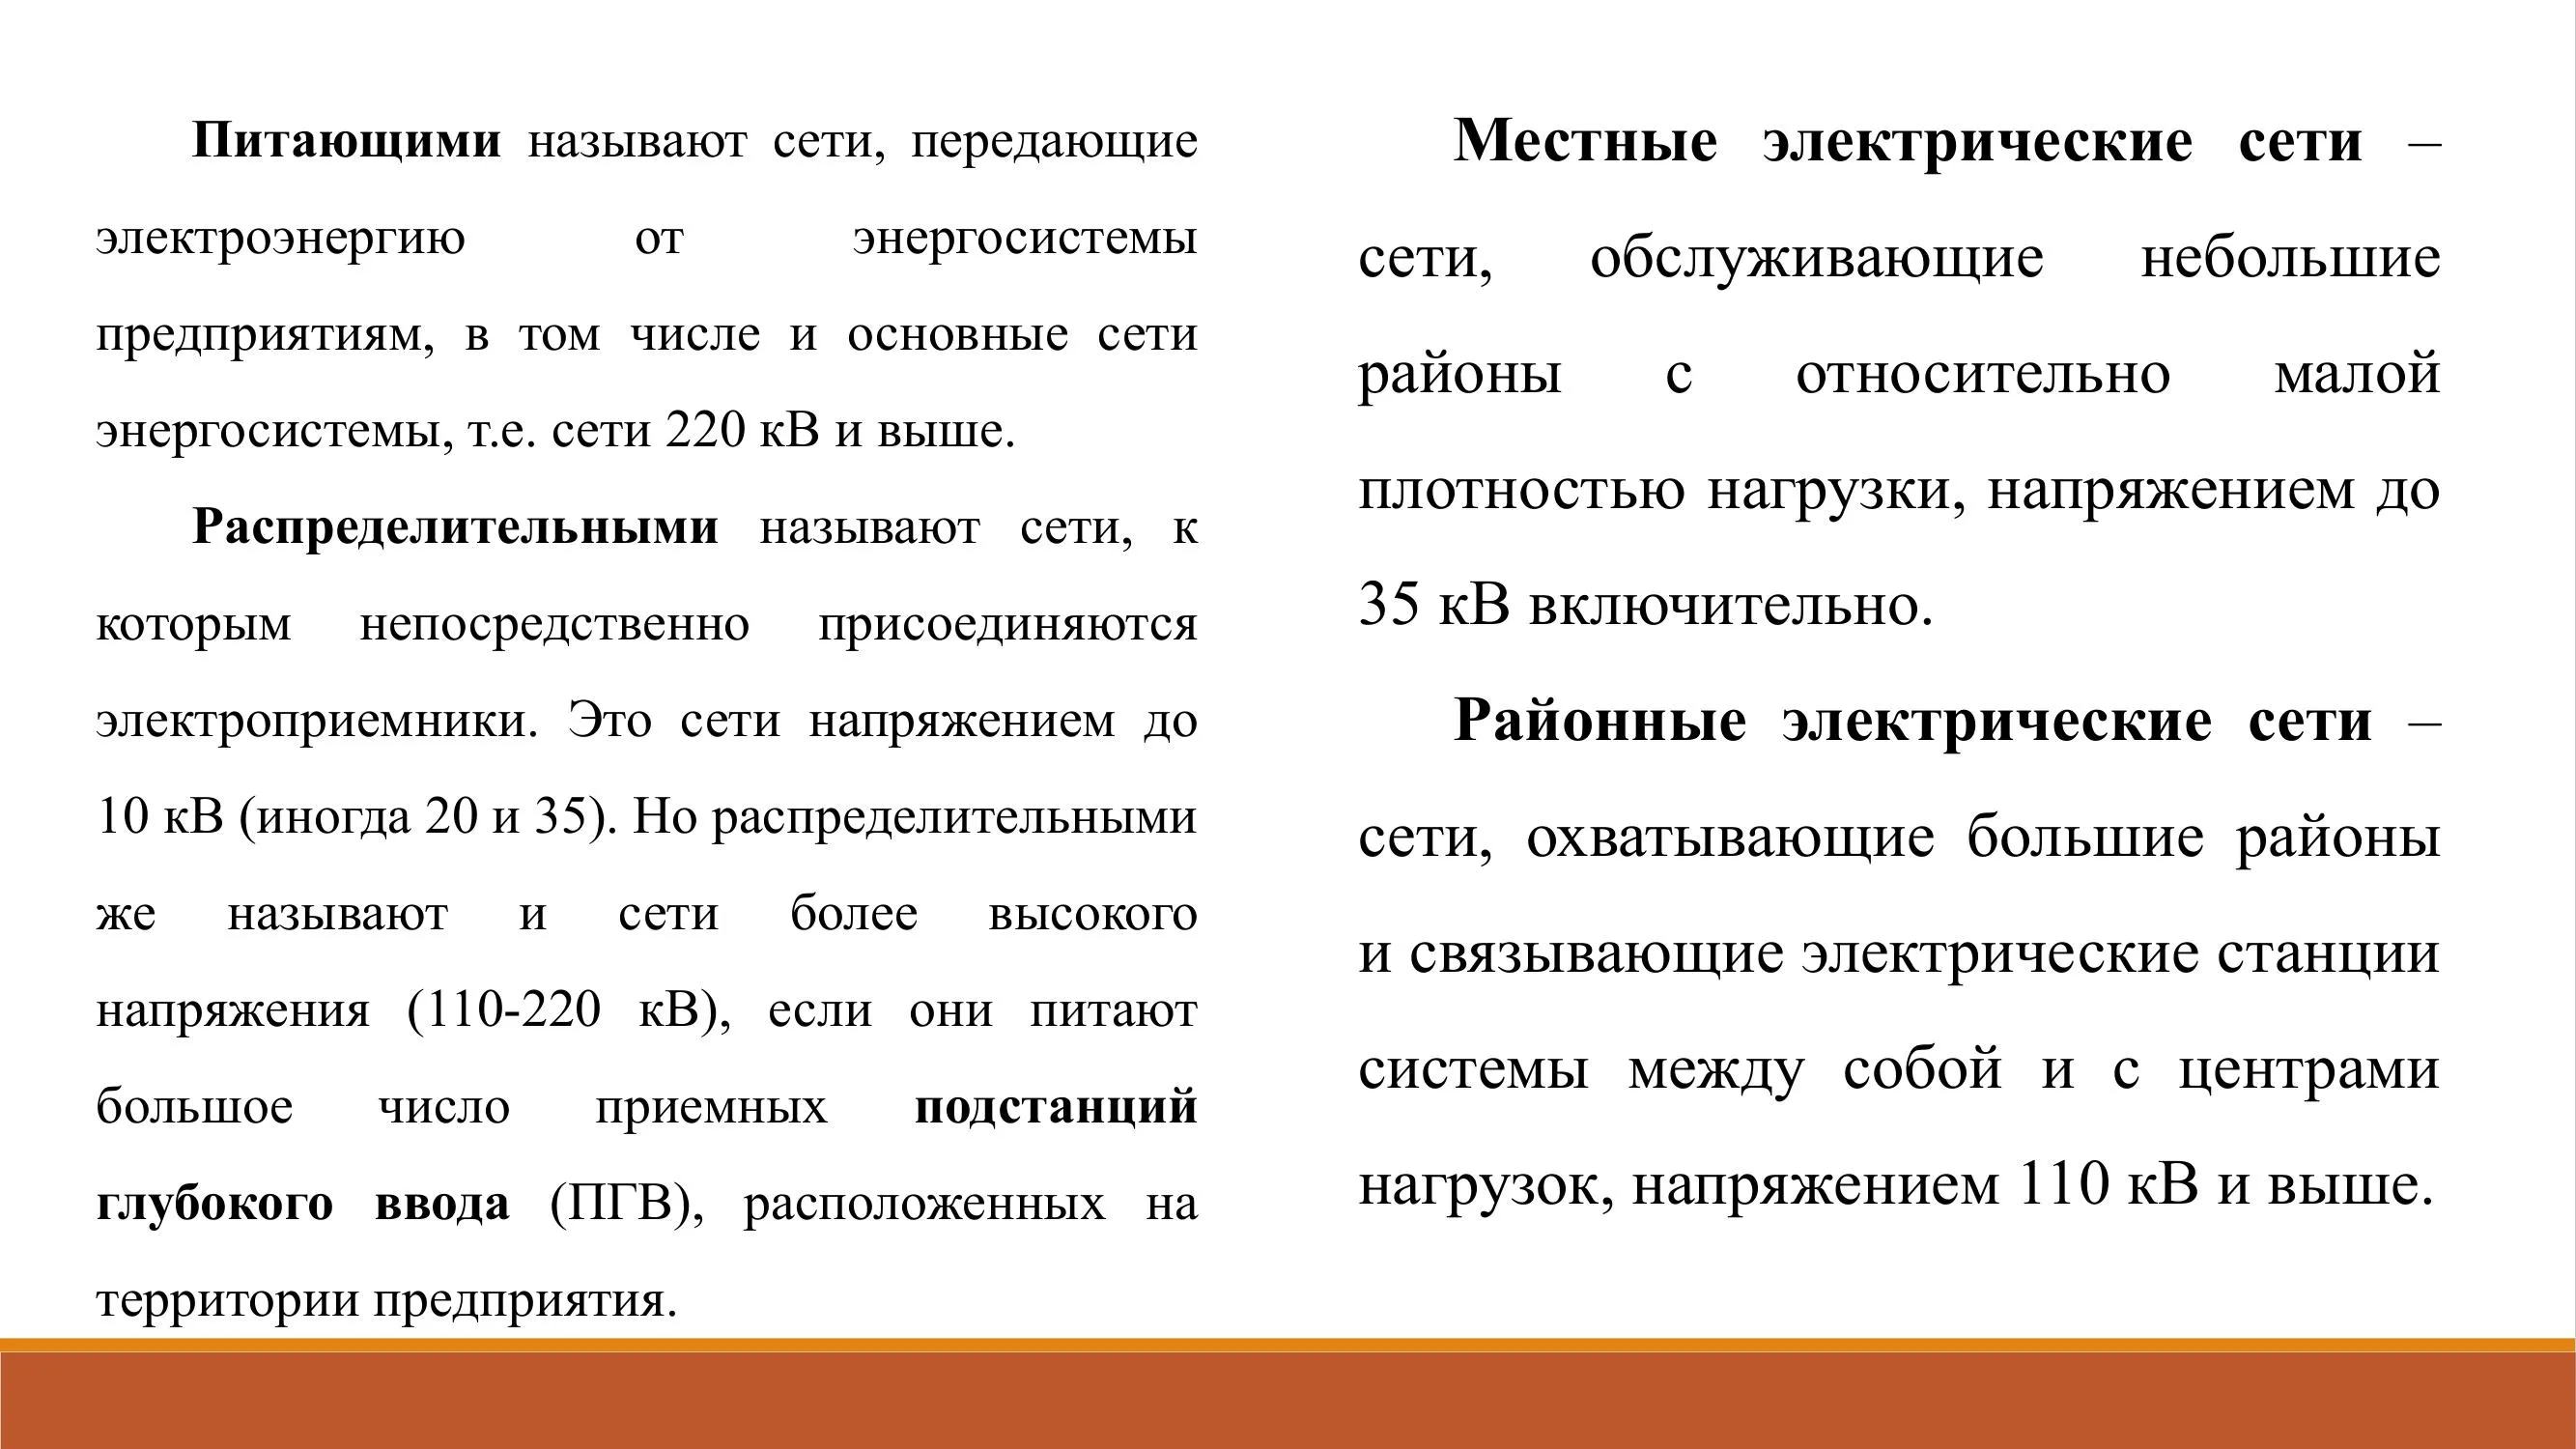 Питающими называют сети, передающие
электроэнергию от энергосистемы
предприятиям, в том числе и основные сети
энергосистемы, т.е. сети 220 кВ и выше.
Распределительными называют сети, к
которым непосредственно присоединяются
электроприемники. Это сети напряжением до
10 кВ (иногда 20 и 35). Но распределительными
же называют и сети более высокого
напряжения (110-220 кВ), если они питают
большое число приемных подстанций
глубокого ввода (ПГВ), расположенных на
территории предприятия.
Местные электрические сети –
сети, обслуживающие небольшие
районы с относительно малой
плотностью нагрузки, напряжением до
35 кВ включительно.
Районные электрические сети –
сети, охватывающие большие районы
и связывающие электрические станции
системы между собой и с центрами
нагрузок, напряжением 110 кВ и выше.